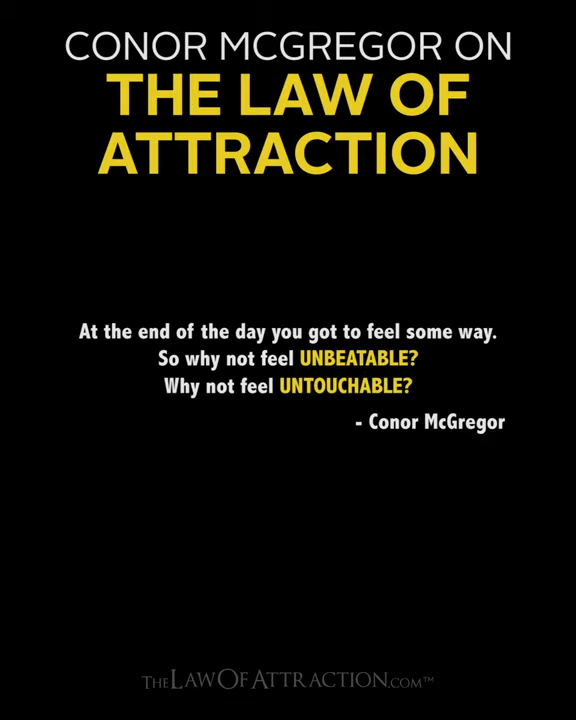 CONOR MCGREGOR ON
THE LAW OF
ATTRACTION
At the end of the day you got to feel some way.
So why not feel UNBEATABLE?
Why not feel UNTOUCHABLE?
- Conor McGregor
THELAWOFATTRACTION.COM™